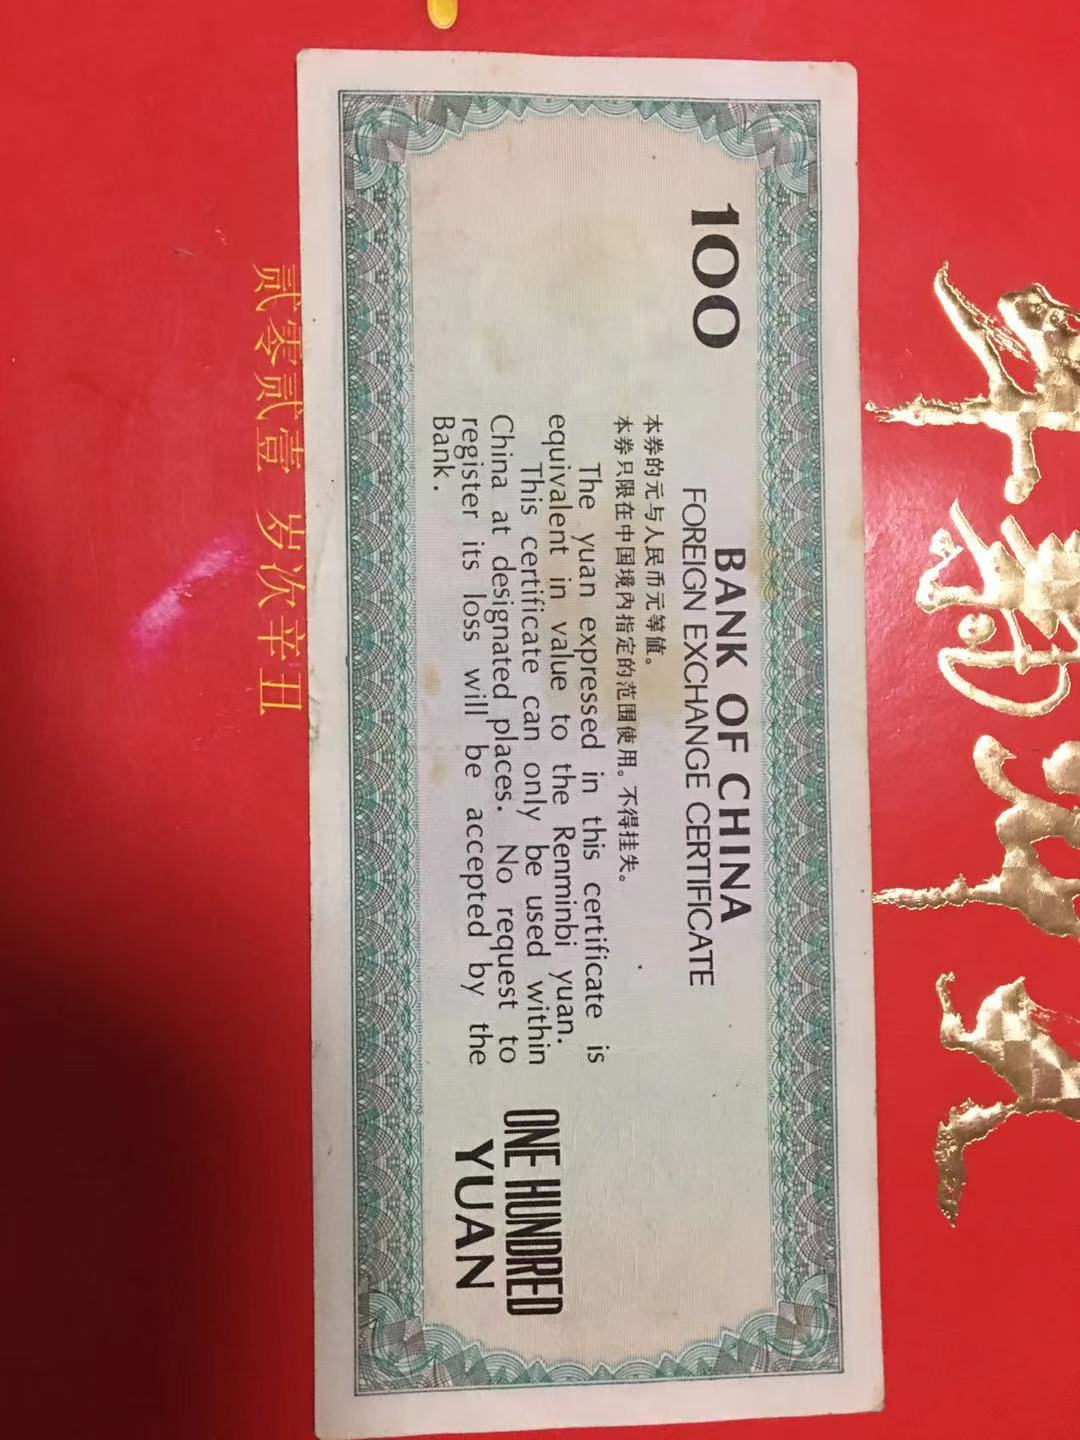 100
BANK OF CHINA
FOREIGN EXCHANGE CERTIFICATE
本券的元与人民币元等值。
本券只限在中国境内指定的范围使用。不得挂失。
The yuan expressed in this certificate is
equivalent in value to the Renminbi yuan.
This certificate can only be used within
China at designated places. No request to
register its loss will be accepted by the
Bank.
ONE HUNDRED
YUAN
贰零贰壹 岁次辛丑